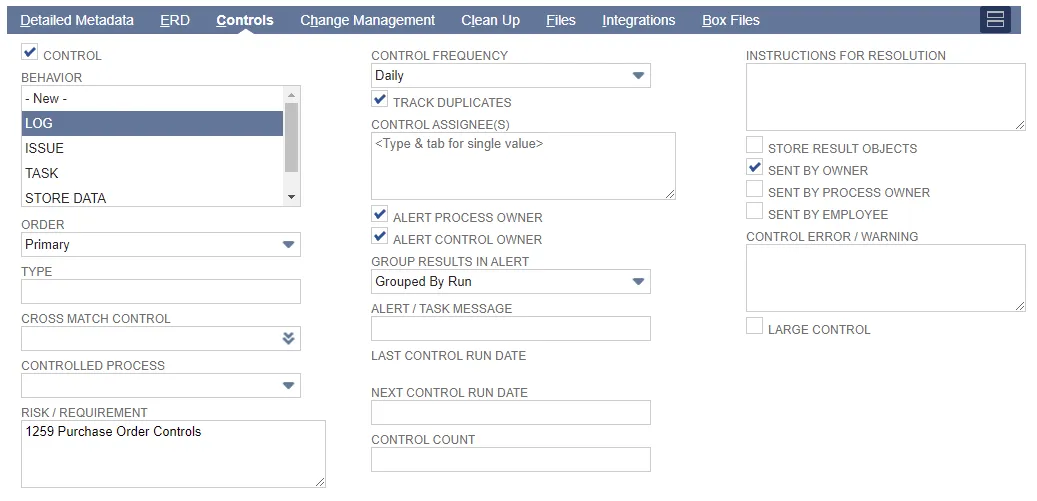 Detailed Metadata ERD Controls Change Management Clean Up Files Integrations Box Files
CONTROL
BEHAVIOR
- New -
LOG
ISSUE
TASK
STORE DATA
ORDER
Primary
TYPE
CROSS MATCH CONTROL
CONTROLLED PROCESS
RISK / REQUIREMENT
1259 Purchase Order Controls
CONTROL FREQUENCY
Daily
TRACK DUPLICATES
CONTROL ASSIGNEE(S)
<Type & tab for single value>
ALERT PROCESS OWNER
ALERT CONTROL OWNER
GROUP RESULTS IN ALERT
Grouped By Run
ALERT / TASK MESSAGE
LAST CONTROL RUN DATE
NEXT CONTROL RUN DATE
CONTROL COUNT
INSTRUCTIONS FOR RESOLUTION
STORE RESULT OBJECTS
SENT BY OWNER
SENT BY PROCESS OWNER
SENT BY EMPLOYEE
CONTROL ERROR / WARNING
LARGE CONTROL